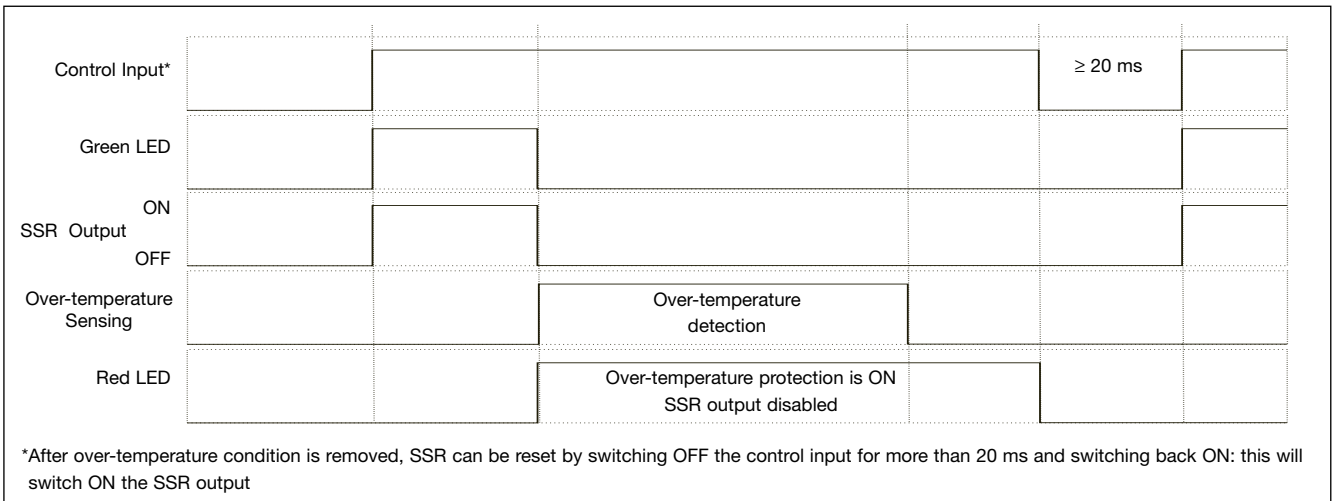 Control Input*
≥ 20 ms
Green LED
ON
SSR Output
OFF
Over-temperature
Sensing
Over-temperature
detection
Red LED
Over-temperature protection is ON
SSR output disabled
*After over-temperature condition is removed, SSR can be reset by switching OFF the control input for more than 20 ms and switching back ON: this will
switch ON the SSR output